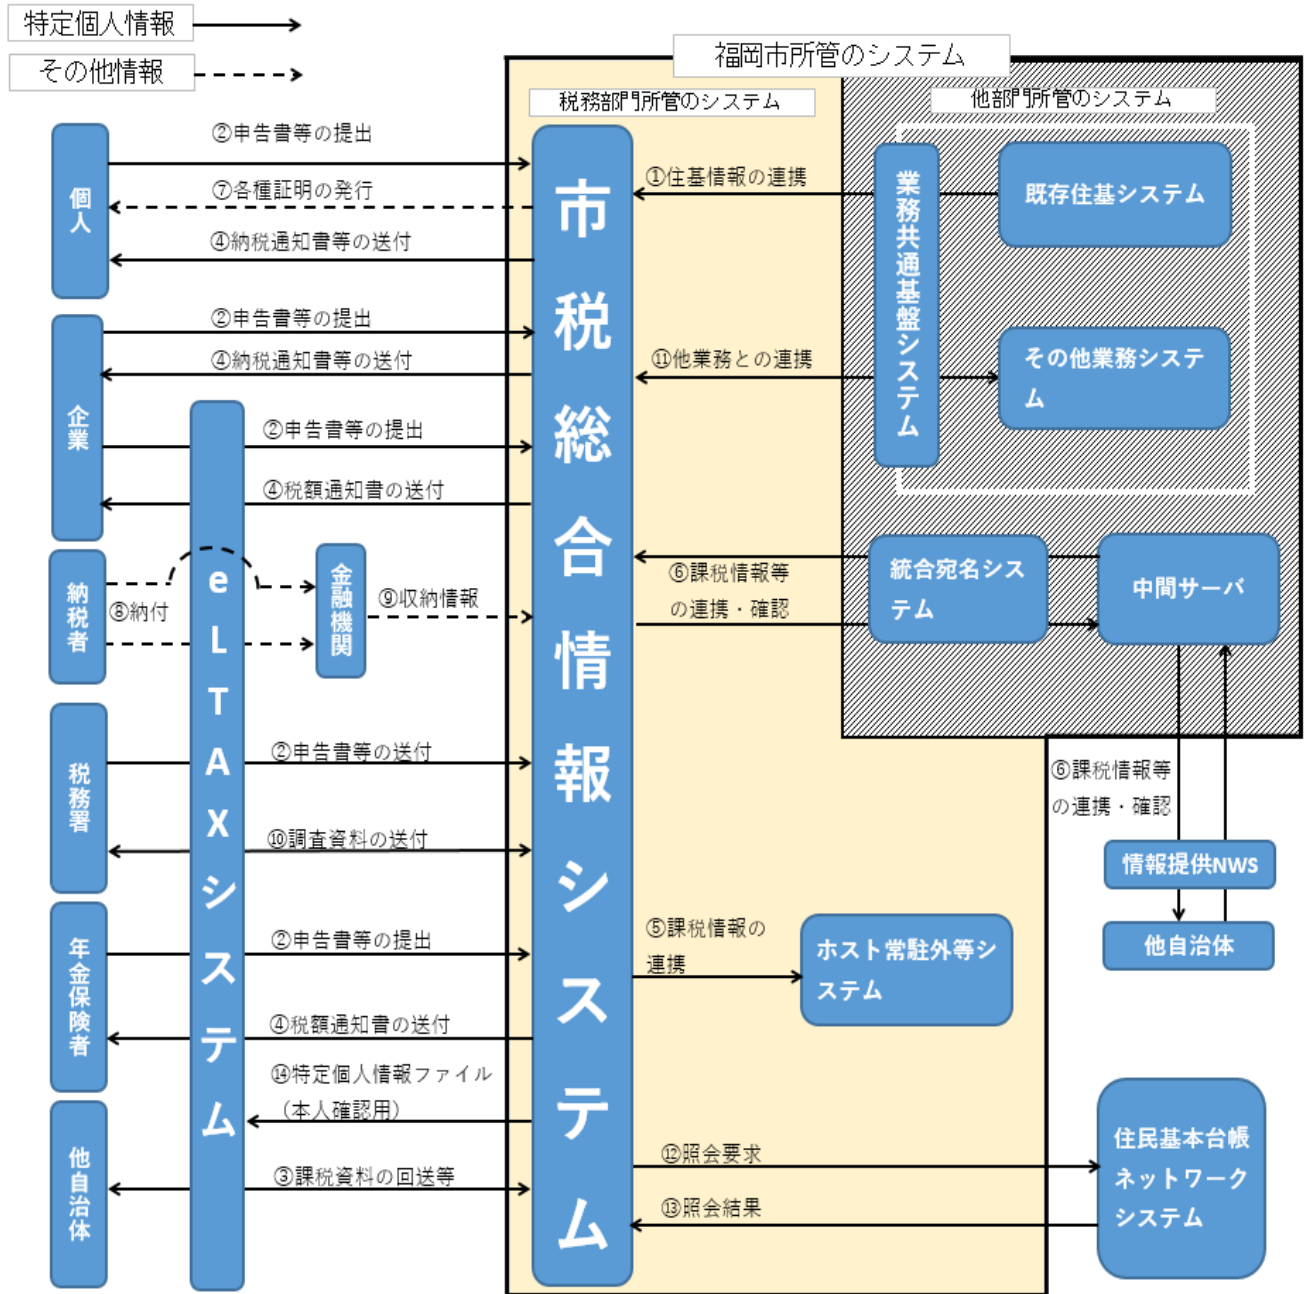 特定個人情報
その他情報
福岡市所管のシステム
税務部門所管のシステム
他部門所管のシステム
個人
②申告書等の提出
⑦各種証明の発行
④納税通知書等の送付
企業
②申告書等の提出
④納税通知書等の送付
②申告書等の提出
④税額通知書の送付
納税者
⑧納付
金融機関
⑨収納情報
税務署
②申告書等の送付
⑩調査資料の送付
年金保険者
②申告書等の提出
④税額通知書の送付
⑭特定個人情報ファイル
（本人確認用）
他自治体
③課税資料の回送等
eLTAXシステム
市税総合情報システム
①住基情報の連携
業務共通基盤システム
既存住基システム
⑪他業務との連携
その他業務システ
ム
⑥課税情報等
の連携・確認
統合宛名シス
テム
中間サーバ
⑥課税情報等
の連携・確認
情報提供NWS
他自治体
⑤課税情報の
連携
ホスト常駐外等シ
ステム
⑫照会要求
⑬照会結果
住民基本台帳
ネットワーク
システム